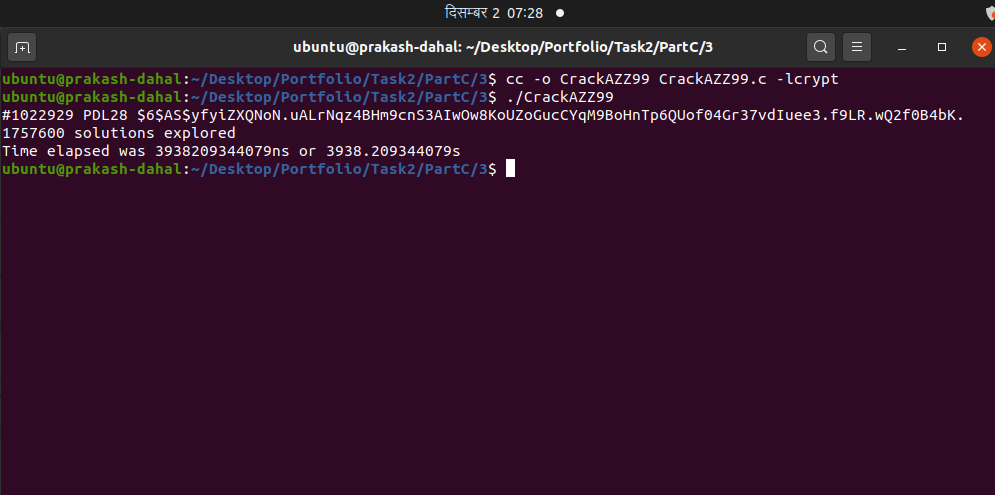 दिसम्बर 2 07:28
ubuntu@prakash-dahal: ~/Desktop/Portfolio/Task2/PartC/3
ubuntu@prakash-dahal:~/Desktop/Portfolio/Task2/PartC/3$ cc -o CrackAZZ99 CrackAZZ99.c -lcrypt
ubuntu@prakash-dahal:~/Desktop/Portfolio/Task2/PartC/3$ ./CrackAZZ99
#1022929 PDL28 $6$AS$yfyiZXQNoN.uALrNqz4BHm9cnS3AIwOw8KoUZoGucCYqM9BoHnTp6QUof04Gr37vdIuee3.f9LR.wQ2f0B4bK.
1757600 solutions explored
Time elapsed was 3938209344079ns or 3938.209344079s
ubuntu@prakash-dahal:~/Desktop/Portfolio/Task2/PartC/3$